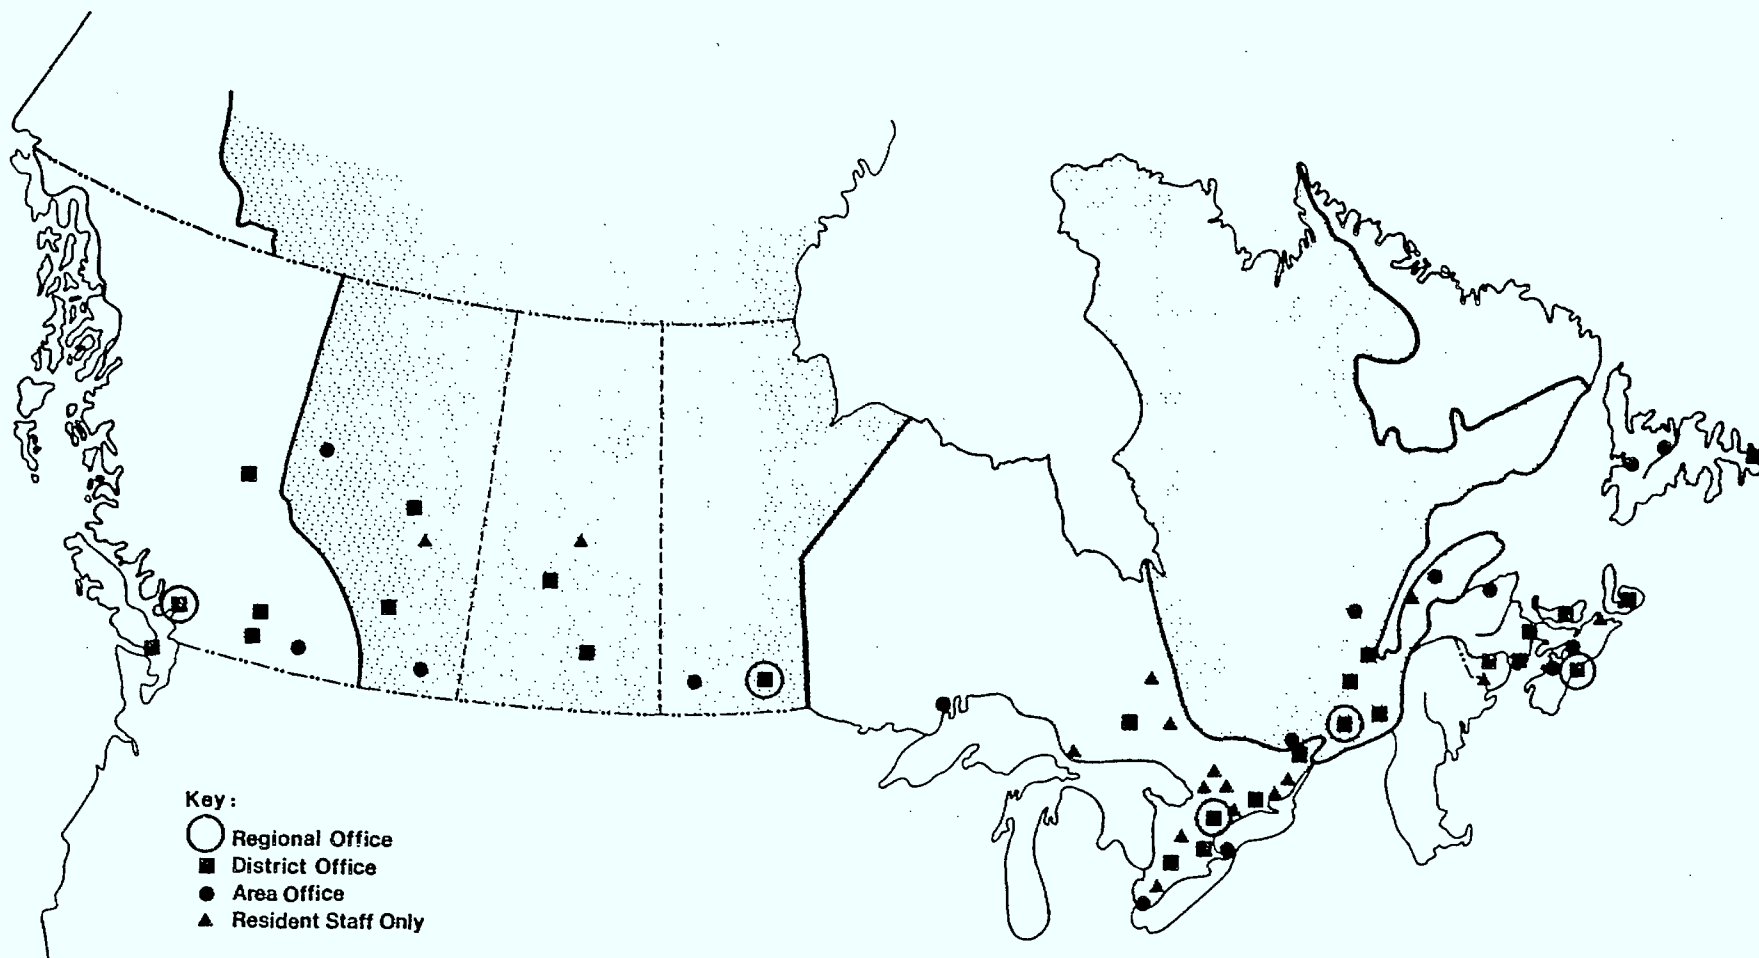 Key:
Regional Office
District Office
Area Office
Resident Staff Only